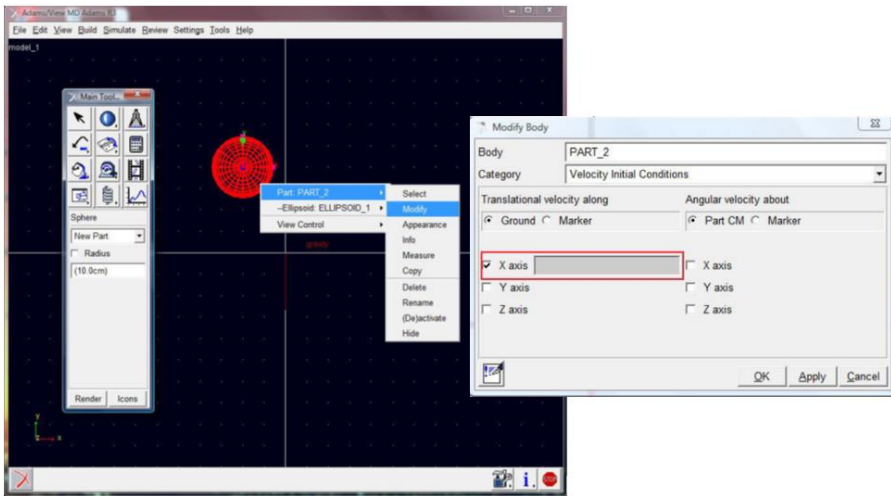 Adams/View MD Adams R3
File Edit View Build Simulate Review Settings Tools Help
model_1
Main Tool...
Sphere
New Part
Radius
(10.0cm)
Render Icons
Part: PART_2
--Ellipsoid: ELLIPSOID_1
View Control
Select
Modify
Appearance
Info
Measure
Copy
Delete
Rename
(De)activate
Hide
gravity
Y
Z X
i
STOP
Modify Body
Body PART_2
Category Velocity Initial Conditions
Translational velocity along Angular velocity about
Ground Marker Part CM Marker
X axis X axis
Y axis Y axis
Z axis Z axis
OK Apply Cancel